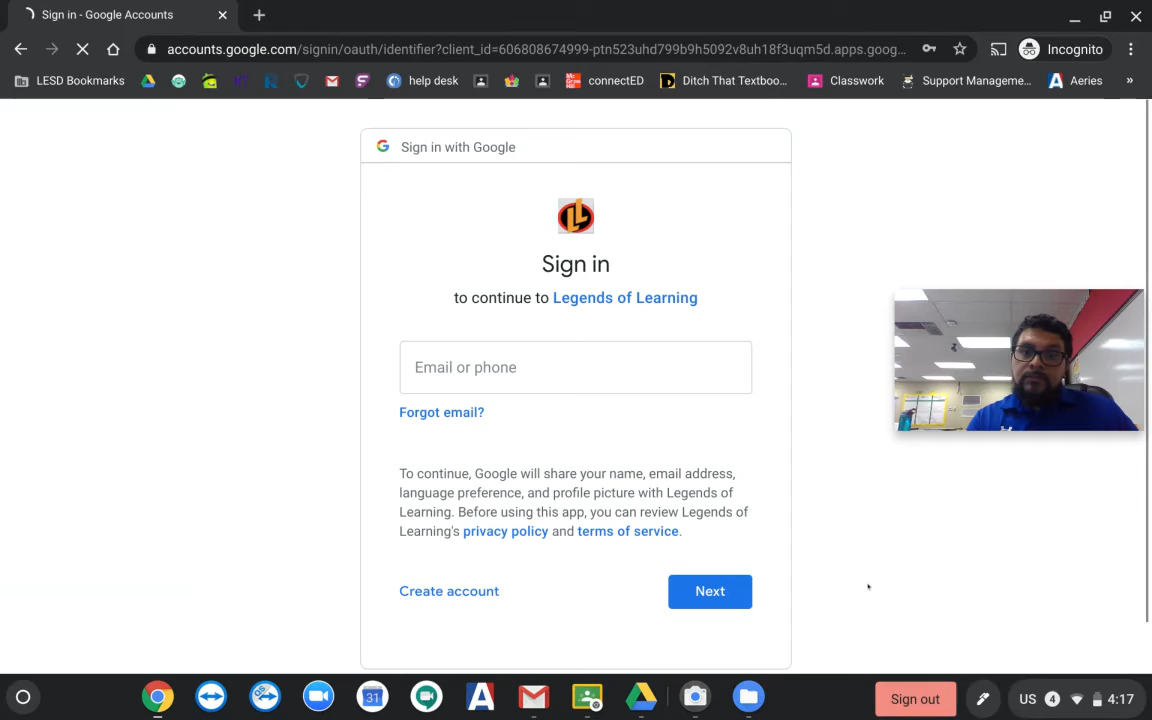 Sign in - Google Accounts
accounts.google.com/signin/oauth/identifier?client_id=606808674999-ptn523uhd799b9h5092v8uh18f3uqm5d.apps.goog...
Incognito
LESD Bookmarks
help desk
connectED
Ditch That Textboo...
Classwork
Support Manageme...
Aeries
»
Sign in with Google
LL
Sign in
to continue to Legends of Learning
Email or phone
Forgot email?
To continue, Google will share your name, email address,
language preference, and profile picture with Legends of
Learning. Before using this app, you can review Legends of
Learning's privacy policy and terms of service.
Create account
Next
31
Sign out
US
4
4:17